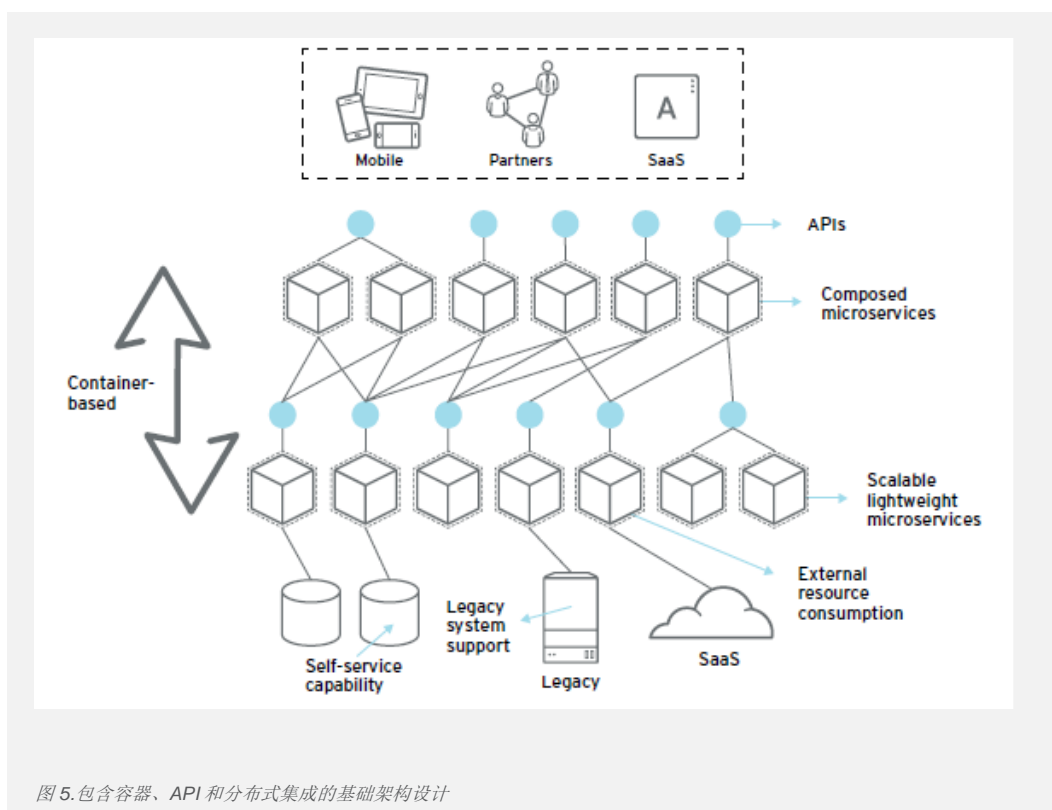 Mobile
Partners
A
SaaS
APIs
Composed
microservices
Container-
based
Scalable
lightweight
microservices
External
resource
consumption
Legacy
system
support
SaaS
Self-service
capability
Legacy
图 5.包含容器、API 和分布式集成的基础架构设计